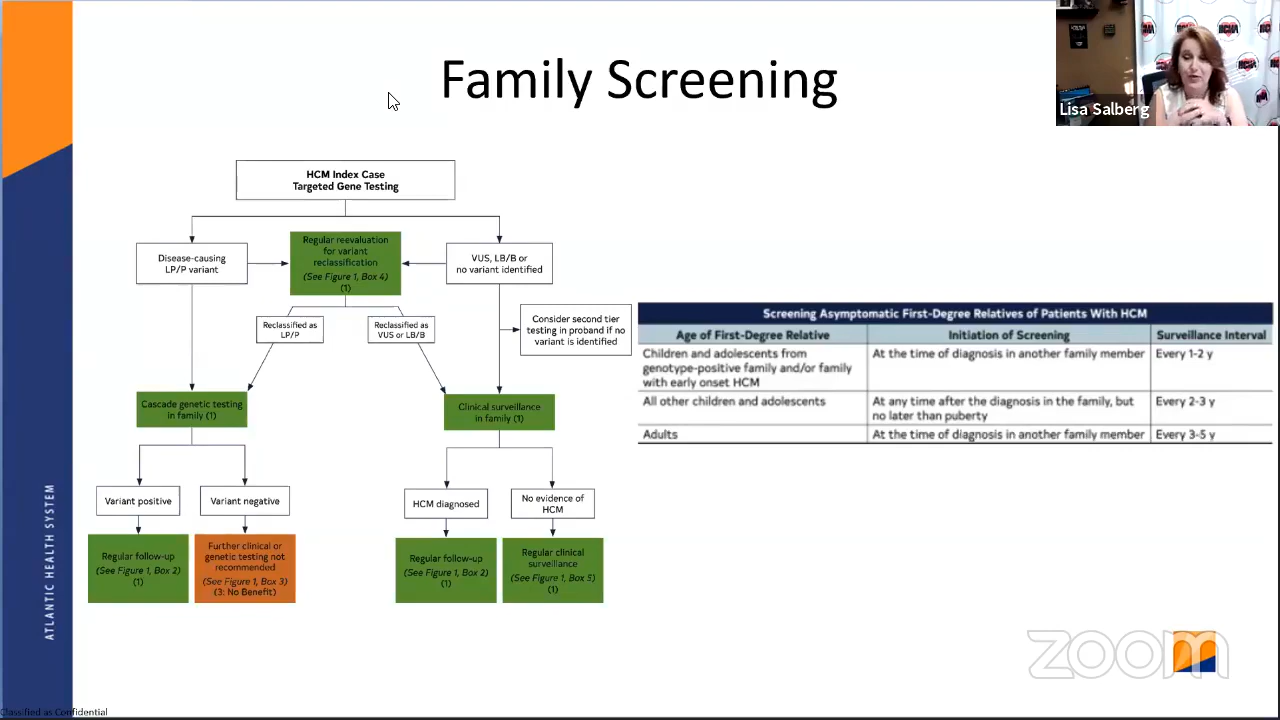 Family Screening
Lisa Salberg
HCM Index Case
Targeted Gene Testing
Disease-causing
LP/P variant
Regular reevaluation
for variant
reclassification
(See Figure 1, Box 4)
(1)
VUS, LB/B or
no variant identified
Reclassified as
LP/P
Reclassified as
VUS or LB/B
Consider second tier
testing in proband if no
variant is identified
Cascade genetic testing
in family (1)
Clinical surveillance
in family (1)
Variant positive
Variant negative
HCM diagnosed
No evidence of
HCM
Regular follow-up
(See Figure 1, Box 2)
(1)
Further clinical or
genetic testing not
recommended
(See Figure 1, Box 3)
(3: No Benefit)
Regular follow-up
(See Figure 1, Box 2)
(1)
Regular clinical
surveillance
(See Figure 1, Box 5)
(1)
Screening Asymptomatic First-Degree Relatives of Patients With HCM
Age of First-Degree Relative Initiation of Screening Surveillance Interval
Children and adolescents from At the time of diagnosis in another family member Every 1-2 y
genotype-positive family and/or family
with early onset HCM
All other children and adolescents At any time after the diagnosis in the family, but Every 2-3 y
no later than puberty
Adults At the time of diagnosis in another family member Every 3-5 y
ATLANTIC HEALTH SYSTEM
zoom
Classified as Confidential